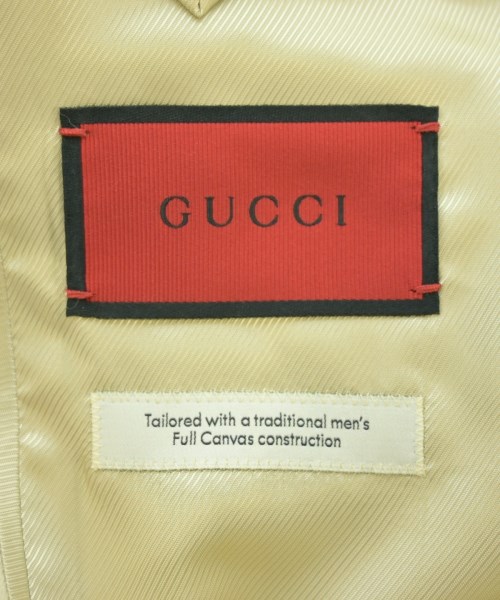 GUCCI
Tailored with a traditional men's
Full Canvas construction